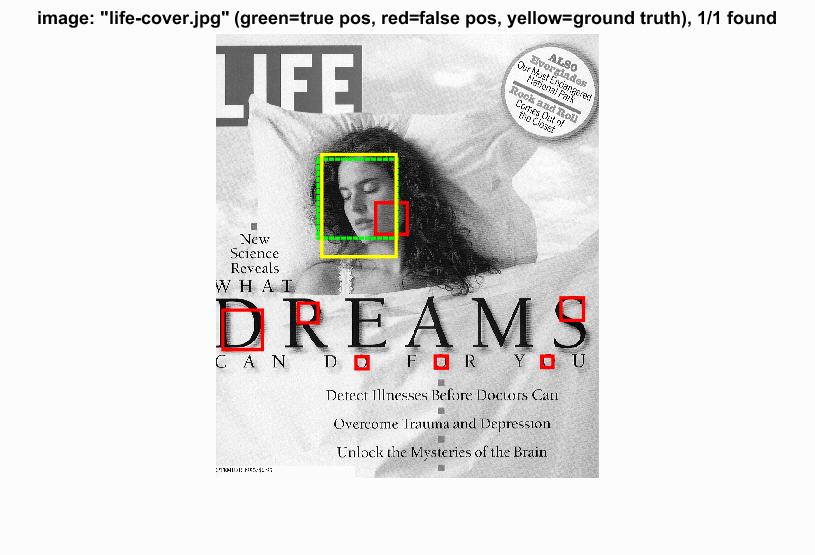 image: "life-cover.jpg" (green=true pos, red=false pos, yellow=ground truth), 1/1 found
LIFE
ALSO
Everglades
Our Most Endangered
National Park
Rock and Roll
Comes Out of
the Closet
New
Science
Reveals
WHAT
DREAMS
CAN DO FOR YOU
Detect Illnesses Before Doctors Can
Overcome Trauma and Depression
Unlock the Mysteries of the Brain